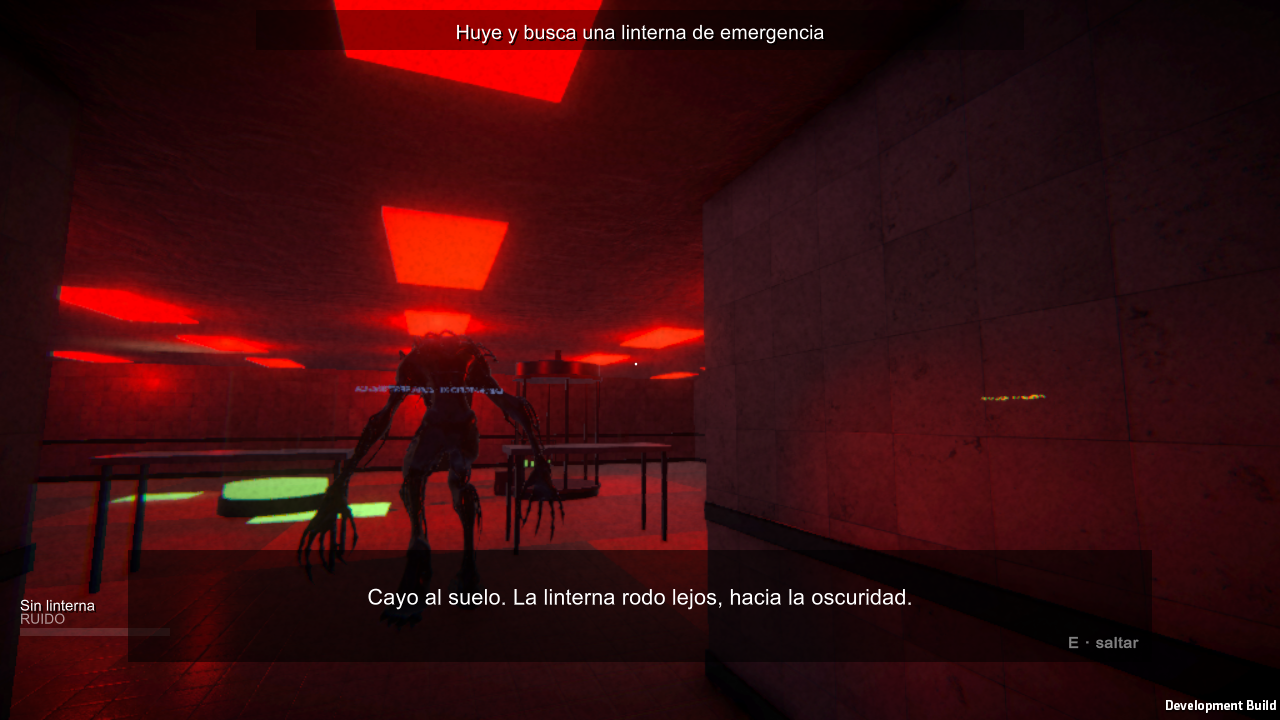 Huye y busca una linterna de emergencia
Sin linterna
RUIDO
Cayo al suelo. La linterna rodo lejos, hacia la oscuridad.
E · saltar
Development Build